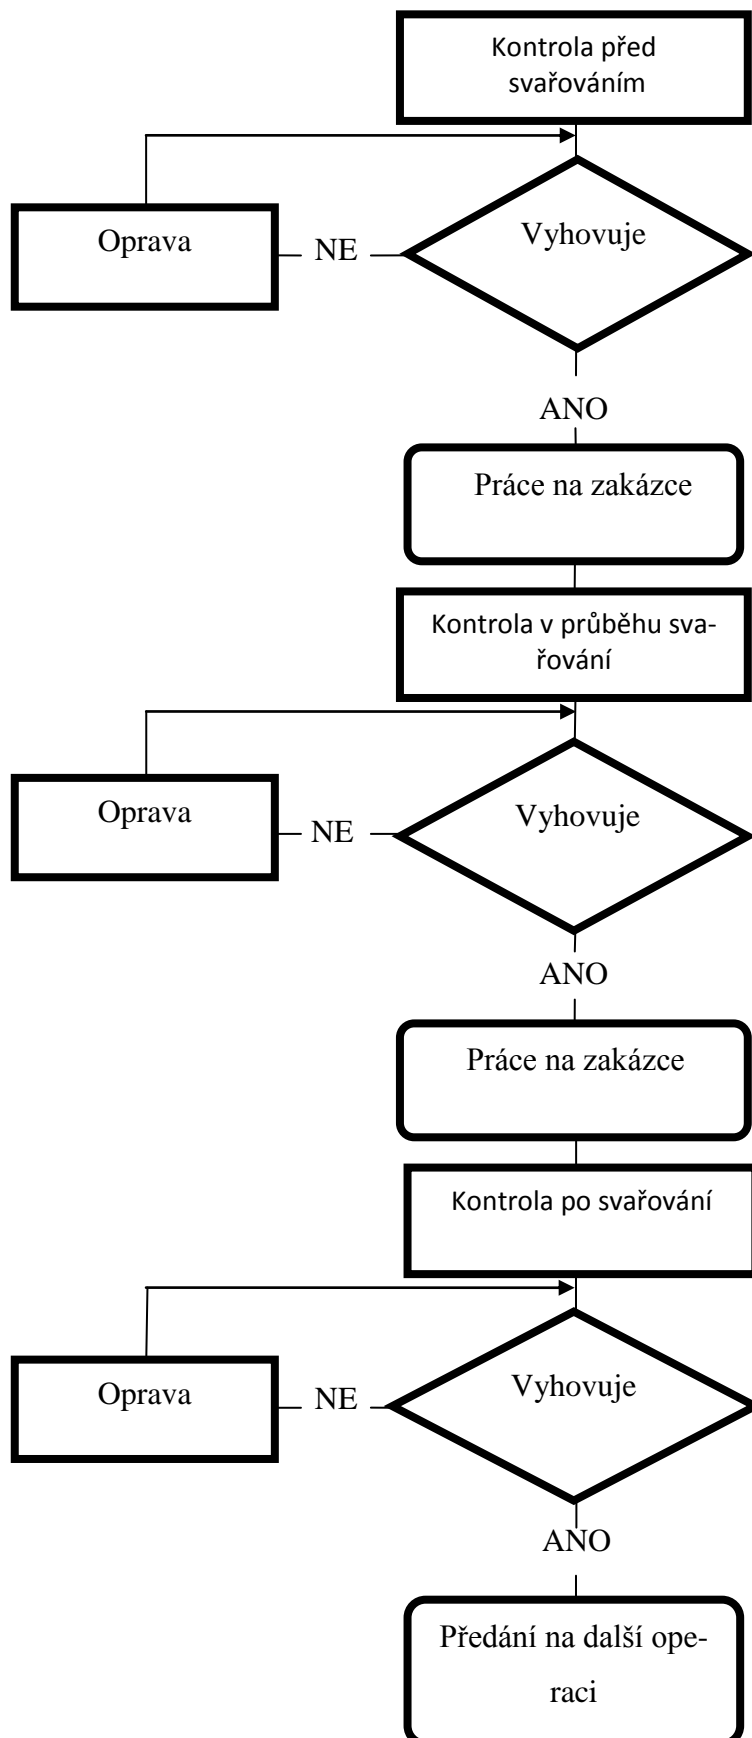 Kontrola před
svařováním
Oprava
NE
Vyhovuje
ANO
Práce na zakázce
Kontrola v průběhu sva-
řování
Oprava
NE
Vyhovuje
ANO
Práce na zakázce
Kontrola po svařování
Oprava
NE
Vyhovuje
ANO
Předání na další ope-
raci